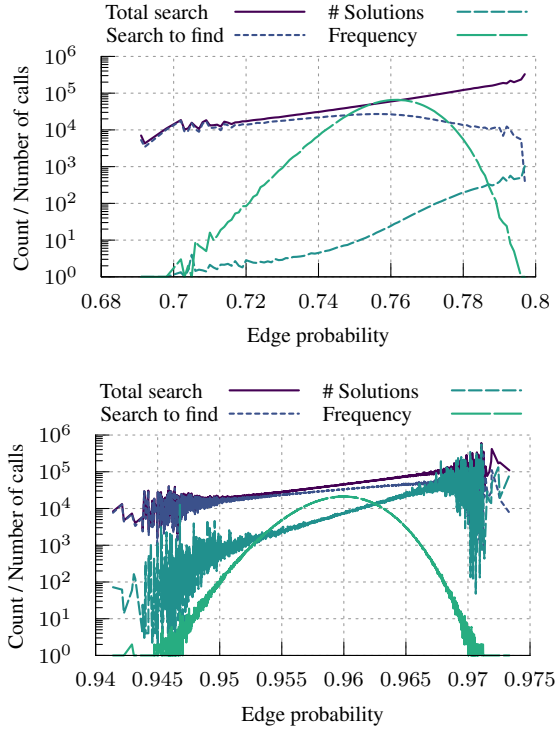 Total search # Solutions
Search to find Frequency
10^6
10^5
10^4
10^3
10^2
10^1
10^0
Count / Number of calls
0.68 0.7 0.72 0.74 0.76 0.78 0.8
Edge probability
Total search # Solutions
Search to find Frequency
10^6
10^5
10^4
10^3
10^2
10^1
10^0
Count / Number of calls
0.94 0.945 0.95 0.955 0.96 0.965 0.97 0.975
Edge probability